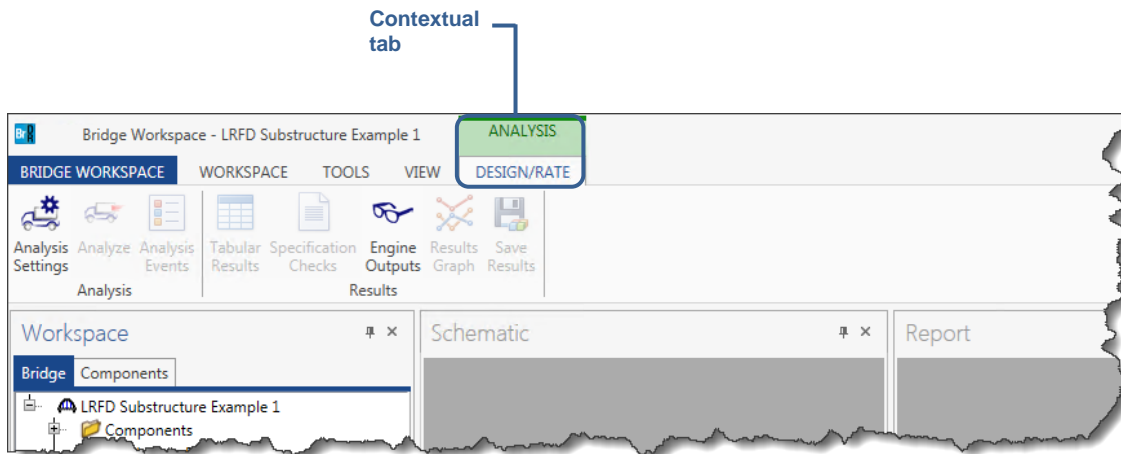 Contextual
tab
Br
Bridge Workspace - LRFD Substructure Example 1
ANALYSIS
BRIDGE WORKSPACE WORKSPACE TOOLS VIEW DESIGN/RATE
Analysis Analyze Analysis Tabular Specification Engine Results Save
Settings Events Results Checks Outputs Graph Results
Analysis Results
Workspace Schematic Report
Bridge Components
LRFD Substructure Example 1
Components